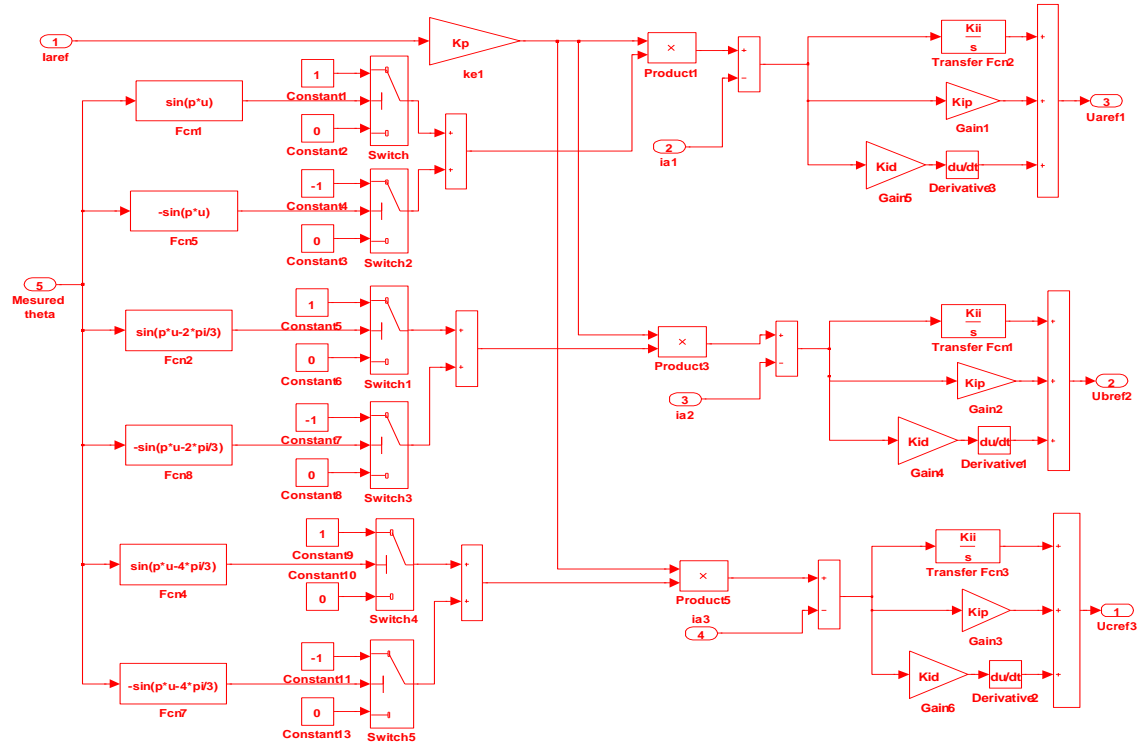 1
Iaref
Kp
ke1
×
Product1
+
−
2
ia1
Kii
s
Transfer Fcn2
Kip
Gain1
Kid
Gain5
du/dt
Derivative3
+
+
+
3
Uaref1
sin(p*u)
Fcn1
1
Constant1
0
Constant2
Switch
-sin(p*u)
Fcn5
-1
Constant4
0
Constant3
Switch2
+
+
5
Mesured
theta
sin(p*u-2*pi/3)
Fcn2
1
Constant5
0
Constant6
Switch1
-sin(p*u-2*pi/3)
Fcn8
-1
Constant7
0
Constant8
Switch3
+
+
×
Product3
+
−
3
ia2
Kii
s
Transfer Fcn1
Kip
Gain2
Kid
Gain4
du/dt
Derivative1
+
+
+
2
Ubref2
sin(p*u-4*pi/3)
Fcn4
1
Constant9
Constant10
0
Switch4
-sin(p*u-4*pi/3)
Fcn7
-1
Constant11
0
Constant13
Switch5
+
+
×
Product5
+
−
ia3
4
Kii
s
Transfer Fcn3
Kip
Gain3
Kid
Gain6
du/dt
Derivative2
+
+
+
1
Ucref3